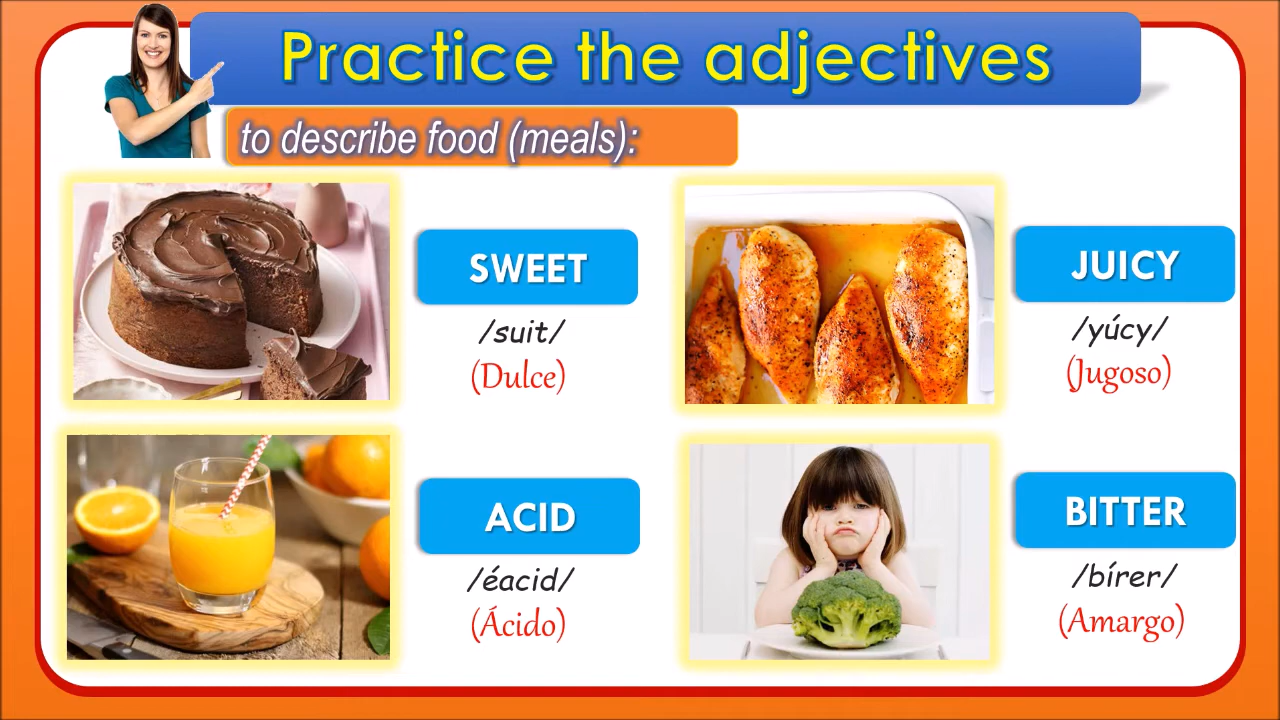 Practice the adjectives
to describe food (meals):
SWEET
/suit/
(Dulce)
JUICY
/yúcy/
(Jugoso)
ACID
/éacid/
(Ácido)
BITTER
/bírer/
(Amargo)